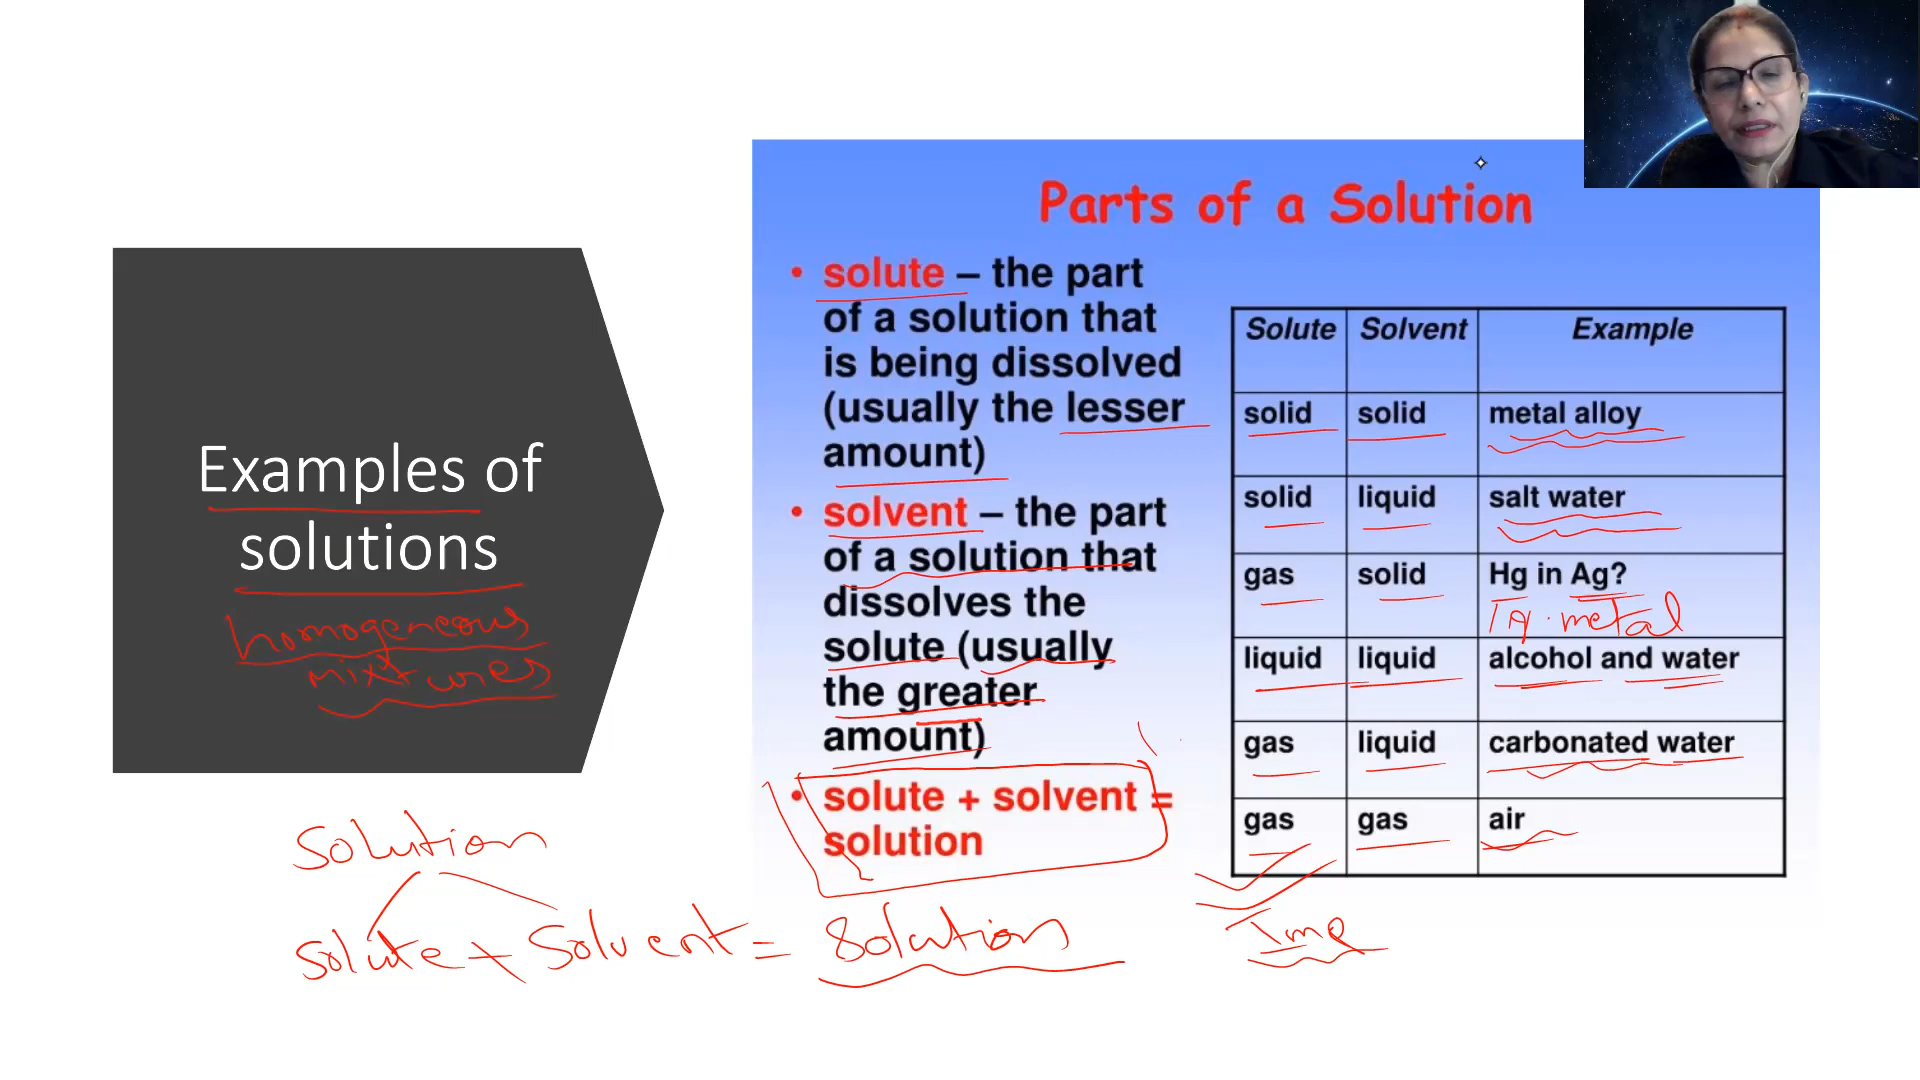 Examples of
solutions
homogeneous
mixtures
Parts of a Solution
• solute – the part
of a solution that
is being dissolved
(usually the lesser
amount)
• solvent – the part
of a solution that
dissolves the
solute (usually
the greater
amount)
• solute + solvent =
solution
Solute Solvent Example
solid solid metal alloy
solid liquid salt water
gas solid Hg in Ag?
metal
liquid liquid alcohol and water
gas liquid carbonated water
gas gas air
Solution
Solute + Solvent = Solution
Imp